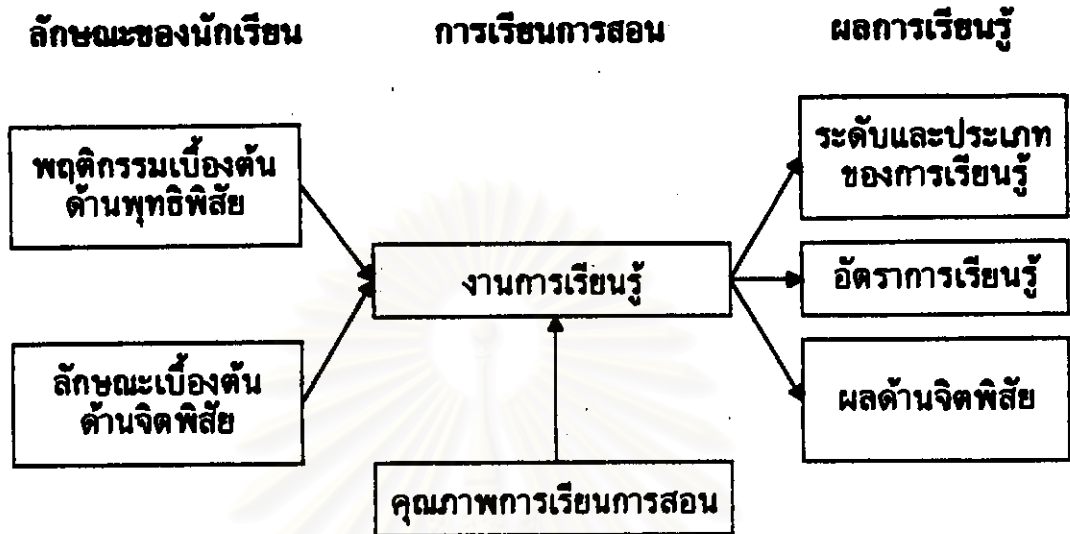 ลักษณะของนักเรียน
การเรียนการสอน
ผลการเรียนรู้
พฤติกรรมเบื้องต้น
ด้านพุทธิพิสัย
ลักษณะเบื้องต้น
ด้านจิตพิสัย
งานการเรียนรู้
คุณภาพการเรียนการสอน
ระดับและประเภท
ของการเรียนรู้
อัตราการเรียนรู้
ผลด้านจิตพิสัย